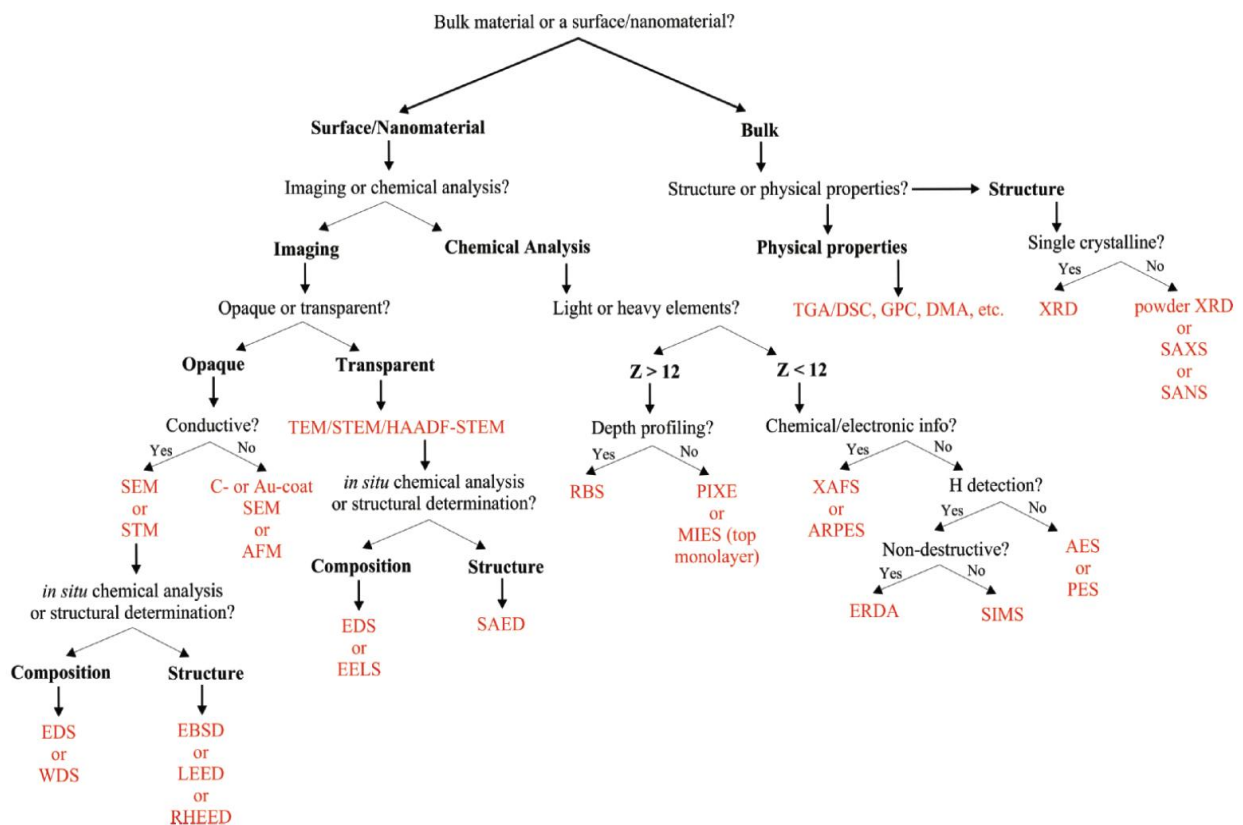 Bulk material or a surface/nanomaterial?
Surface/Nanomaterial
Bulk
Imaging or chemical analysis?
Structure or physical properties?
Structure
Imaging
Chemical Analysis
Physical properties
Single crystalline?
Yes
No
Opaque or transparent?
Light or heavy elements?
TGA/DSC, GPC, DMA, etc.
XRD
powder XRD
or
SAXS
or
SANS
Opaque
Transparent
Z > 12
Z < 12
Conductive?
Yes
No
TEM/STEM/HAADF-STEM
Depth profiling?
Yes
No
Chemical/electronic info?
Yes
No
SEM
or
STM
C- or Au-coat
SEM
or
AFM
in situ chemical analysis
or structural determination?
RBS
PIXE
or
MIES (top
monolayer)
XAFS
or
ARPES
H detection?
Yes
No
Non-destructive?
Yes
No
AES
or
PES
ERDA
SIMS
in situ chemical analysis
or structural determination?
Composition
Structure
EDS
or
EELS
SAED
Composition
Structure
EDS
or
WDS
EBSD
or
LEED
or
RHEED